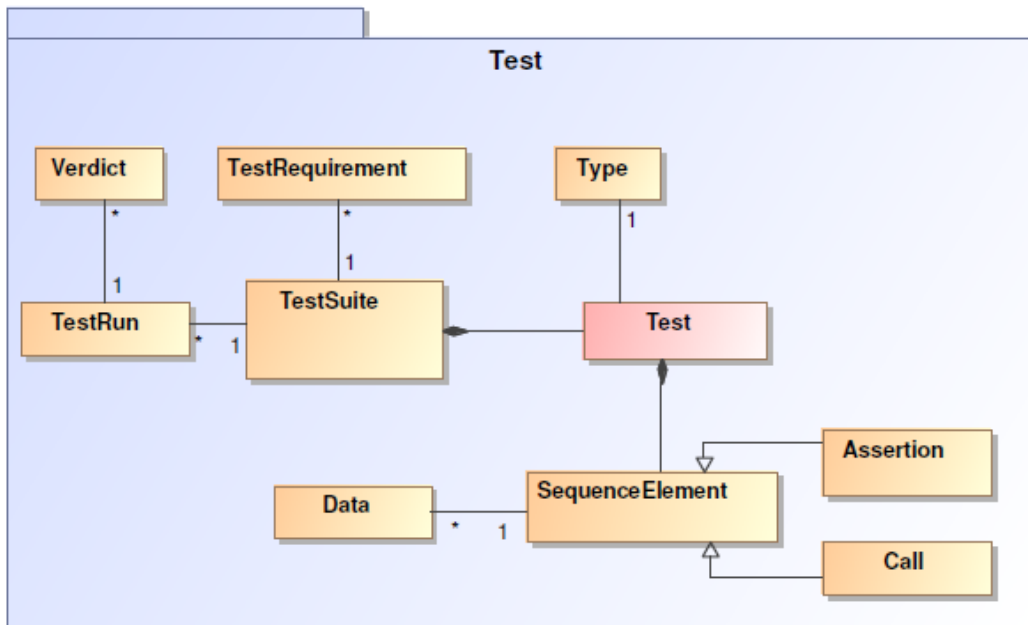 Test
Verdict
TestRequirement
Type
*
*
1
1
1
TestRun
TestSuite
Test
*
1
Assertion
SequenceElement
Data
*
1
Call